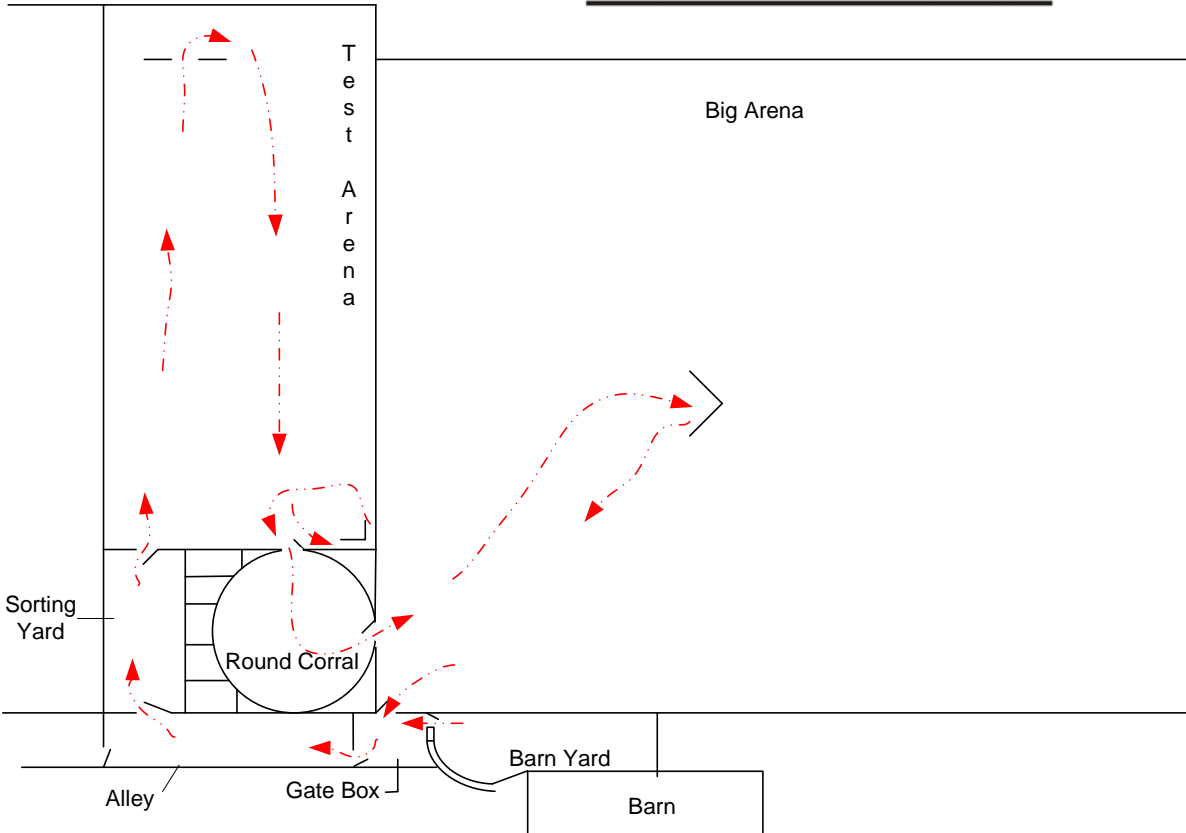 Test Arena
Big Arena
Sorting
Yard
Round Corral
Barn Yard
Alley
Gate Box
Barn